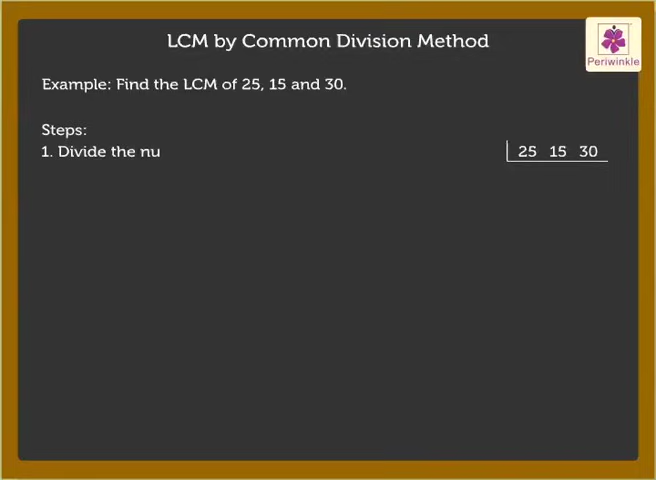 LCM by Common Division Method
Periwinkle
Example: Find the LCM of 25, 15 and 30.
Steps:
1. Divide the nu
25 15 30